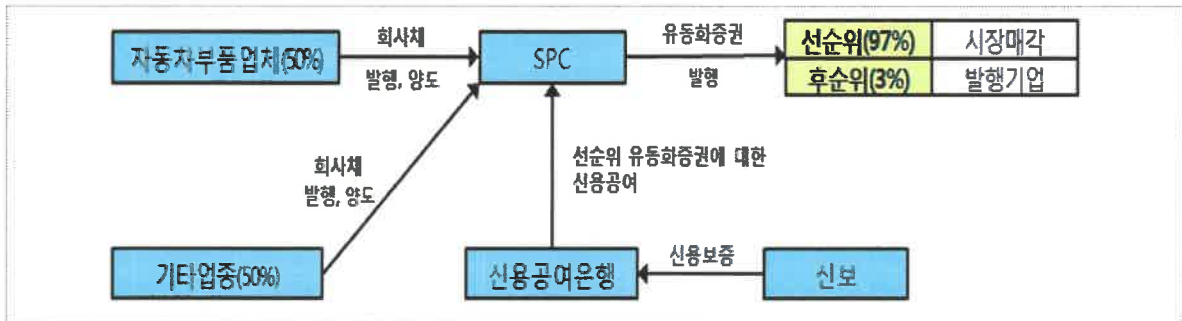 자동차부품업체(50%)
회사채
발행, 양도
SPC
유동화증권
발행
선순위(97%)
시장매각
후순위(3%)
발행기업
회사채
발행, 양도
선순위 유동화증권에 대한
신용공여
기타업종(50%)
신용공여은행
신용보증
신보